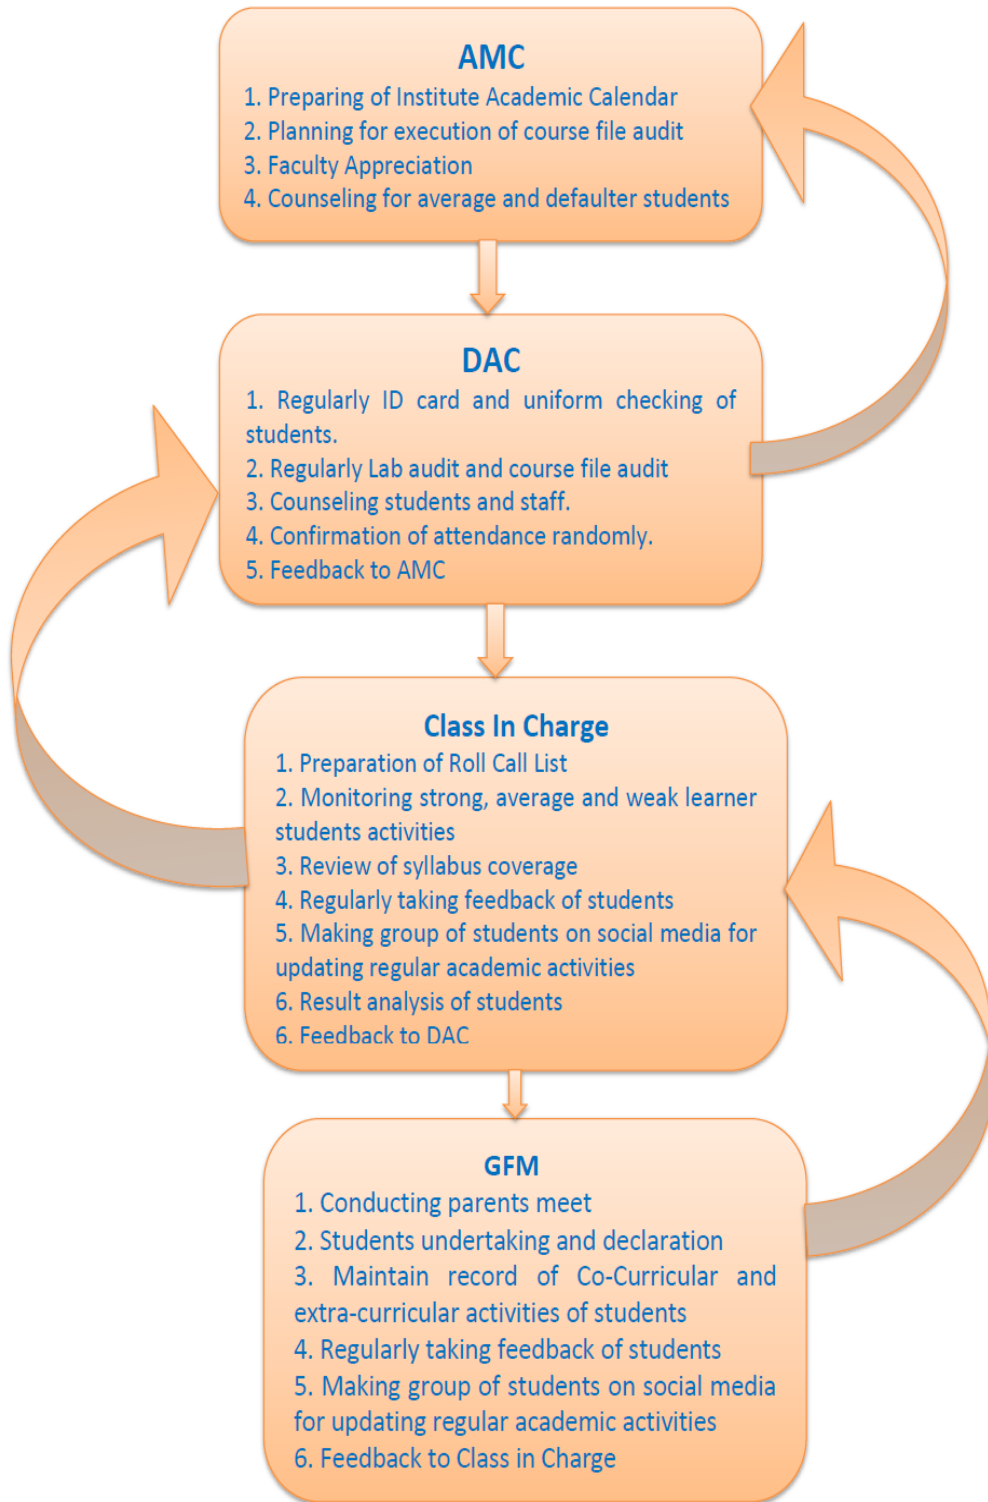 AMC
1. Preparing of Institute Academic Calendar
2. Planning for execution of course file audit
3. Faculty Appreciation
4. Counseling for average and defaulter students
DAC
1. Regularly ID card and uniform checking of
students.
2. Regularly Lab audit and course file audit
3. Counseling students and staff.
4. Confirmation of attendance randomly.
5. Feedback to AMC
Class In Charge
1. Preparation of Roll Call List
2. Monitoring strong, average and weak learner
students activities
3. Review of syllabus coverage
4. Regularly taking feedback of students
5. Making group of students on social media for
updating regular academic activities
6. Result analysis of students
6. Feedback to DAC
GFM
1. Conducting parents meet
2. Students undertaking and declaration
3. Maintain record of Co-Curricular and
extra-curricular activities of students
4. Regularly taking feedback of students
5. Making group of students on social media
for updating regular academic activities
6. Feedback to Class in Charge